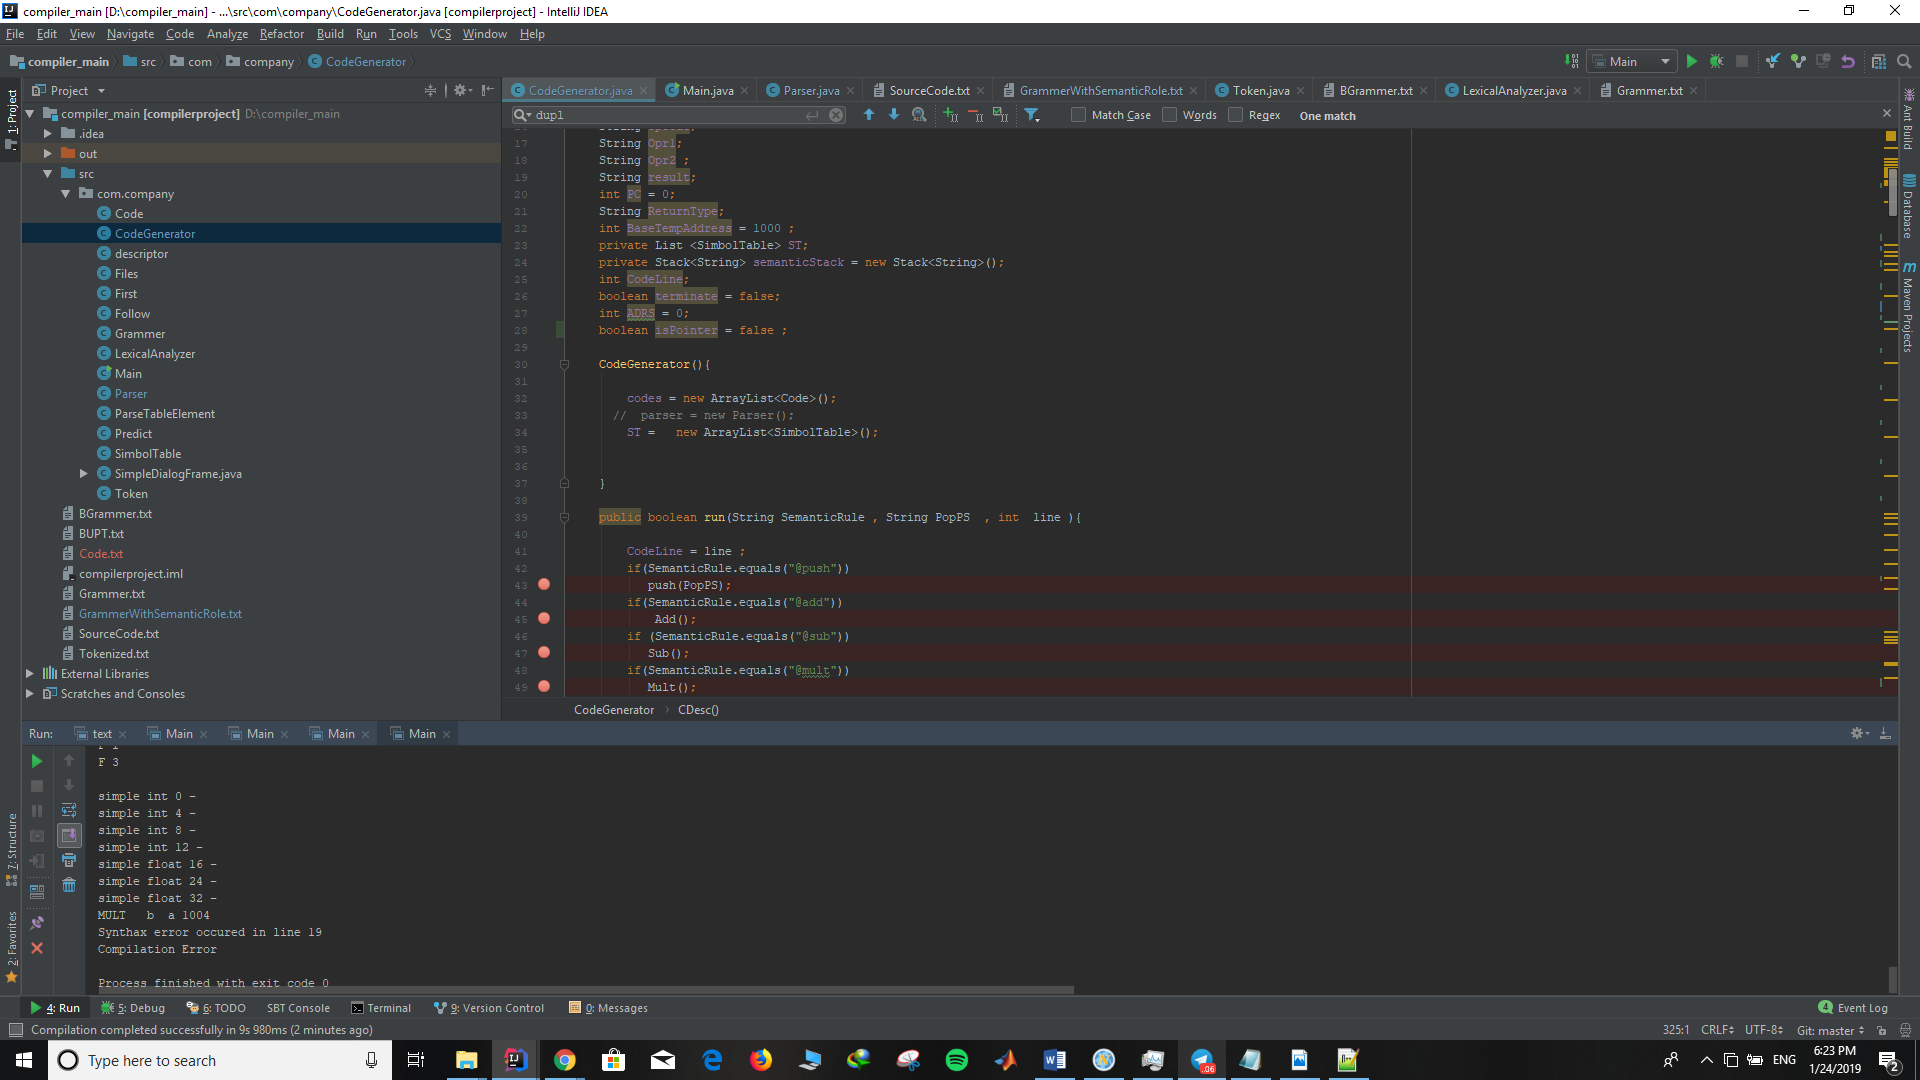 compiler_main [D:\compiler_main] - ...\src\com\company\CodeGenerator.java [compilerproject] - IntelliJ IDEA
File Edit View Navigate Code Analyze Refactor Build Run Tools VCS Window Help
compiler_main src com company CodeGenerator
Main
1: Project
Project
compiler_main [compilerproject] D:\compiler_main
.idea
out
src
com.company
Code
CodeGenerator
descriptor
Files
First
Follow
Grammer
LexicalAnalyzer
Main
Parser
ParseTableElement
Predict
SimbolTable
SimpleDialogFrame.java
Token
BGrammer.txt
BUPT.txt
Code.txt
compilerproject.iml
Grammer.txt
GrammerWithSemanticRole.txt
SourceCode.txt
Tokenized.txt
External Libraries
Scratches and Consoles
CodeGenerator.java Main.java Parser.java SourceCode.txt GrammerWithSemanticRole.txt Token.java BGrammer.txt LexicalAnalyzer.java Grammer.txt
dupl Match Case Words Regex One match
17 String Opr1;
18 String Opr2 ;
19 String result;
20 int PC = 0;
21 String ReturnType;
22 int BaseTempAddress = 1000 ;
23 private List <SimbolTable> ST;
24 private Stack<String> semanticStack = new Stack<String>();
25 int CodeLine;
26 boolean terminate = false;
27 int ADRS = 0;
28 boolean isPointer = false ;
29
30 CodeGenerator(){
31
32 codes = new ArrayList<Code>();
33 // parser = new Parser();
34 ST = new ArrayList<SimbolTable>();
35
36
37 }
38
39 public boolean run(String SemanticRule , String PopPS , int line ){
40
41 CodeLine = line ;
42 if(SemanticRule.equals("@push"))
43 push(PopPS);
44 if(SemanticRule.equals("@add"))
45 Add();
46 if (SemanticRule.equals("@sub"))
47 Sub();
48 if(SemanticRule.equals("@mult"))
49 Mult();
CodeGenerator CDesc()
Ant Build
Database
Maven Projects
Run: text Main Main Main Main
F 3
simple int 0 -
simple int 4 -
simple int 8 -
simple int 12 -
simple float 16 -
simple float 24 -
simple float 32 -
MULT b a 1004
Synthax error occured in line 19
Compilation Error
Process finished with exit code 0
7: Structure
2: Favorites
4: Run 5: Debug 6: TODO SBT Console Terminal 9: Version Control 0: Messages 4 Event Log
Compilation completed successfully in 9s 980ms (2 minutes ago) 325:1 CRLF UTF-8 Git: master
Type here to search
.06
ENG
6:23 PM
1/24/2019
2